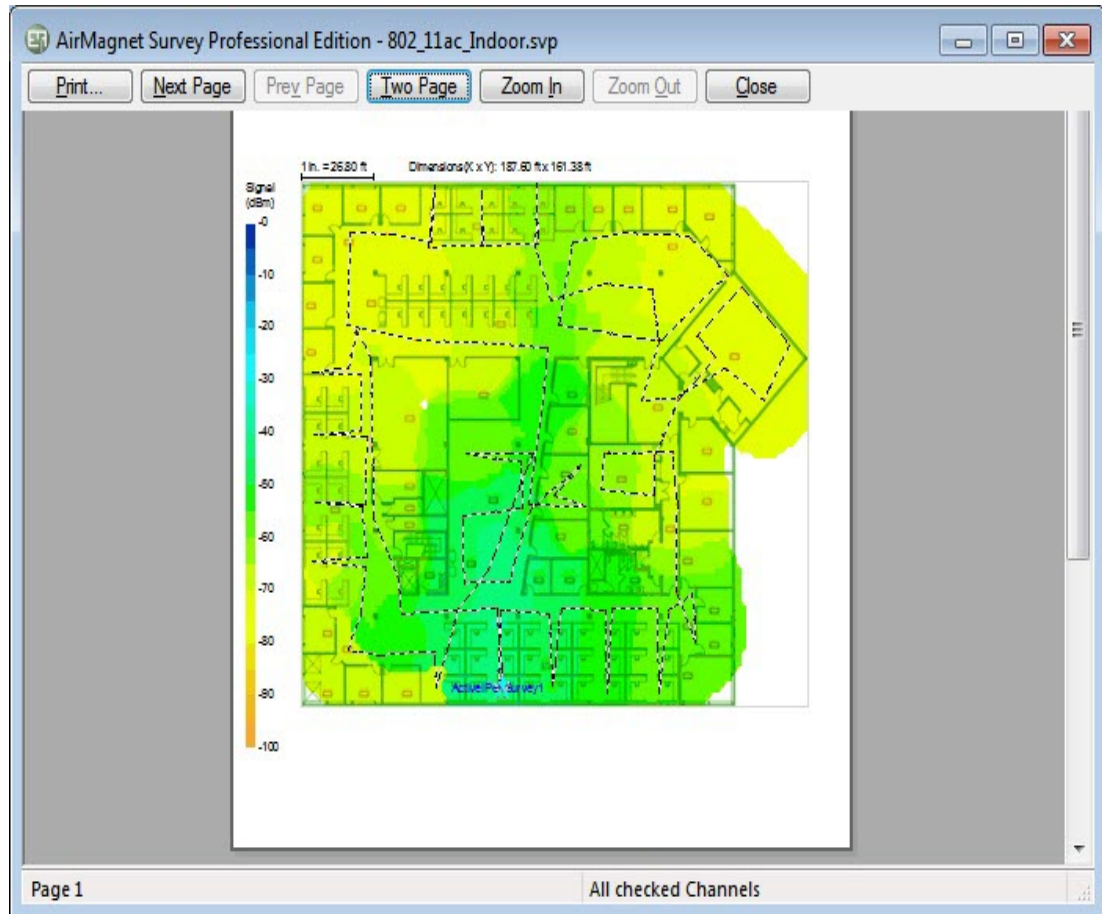 AirMagnet Survey Professional Edition - 802_11ac_Indoor.svp
Print... Next Page Prev Page Two Page Zoom In Zoom Out Close
1 in. = 26.80 ft Dimensions(X x Y): 187.60 ft x 161.38 ft
Signal
(dBm)
-0
-10
-20
-30
-40
-50
-60
-70
-80
-90
-100
Page 1 All checked Channels